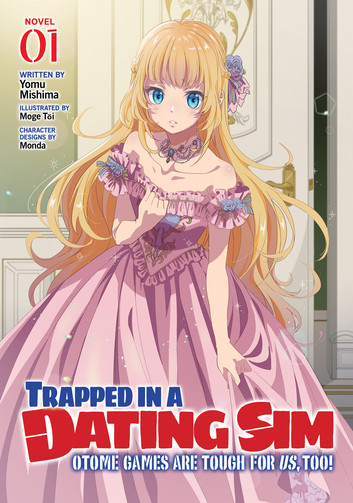 NOVEL
01
WRITTEN BY
Yomu
Mishima
ILLUSTRATED BY
Moge Tai
CHARACTER
DESIGNS BY
Monda
TRAPPED IN A
DATING SIM
OTOME GAMES ARE TOUGH FOR US, TOO!